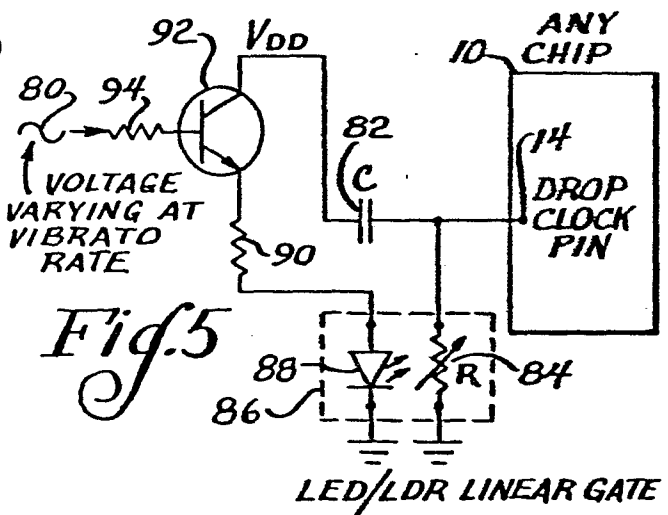 92
VDD
ANY
CHIP
10
80
94
82
14
C
VOLTAGE
VARYING AT
VIBRATO
RATE
DROP
CLOCK
PIN
90
Fig.5
88
R
84
86
LED/LDR LINEAR GATE